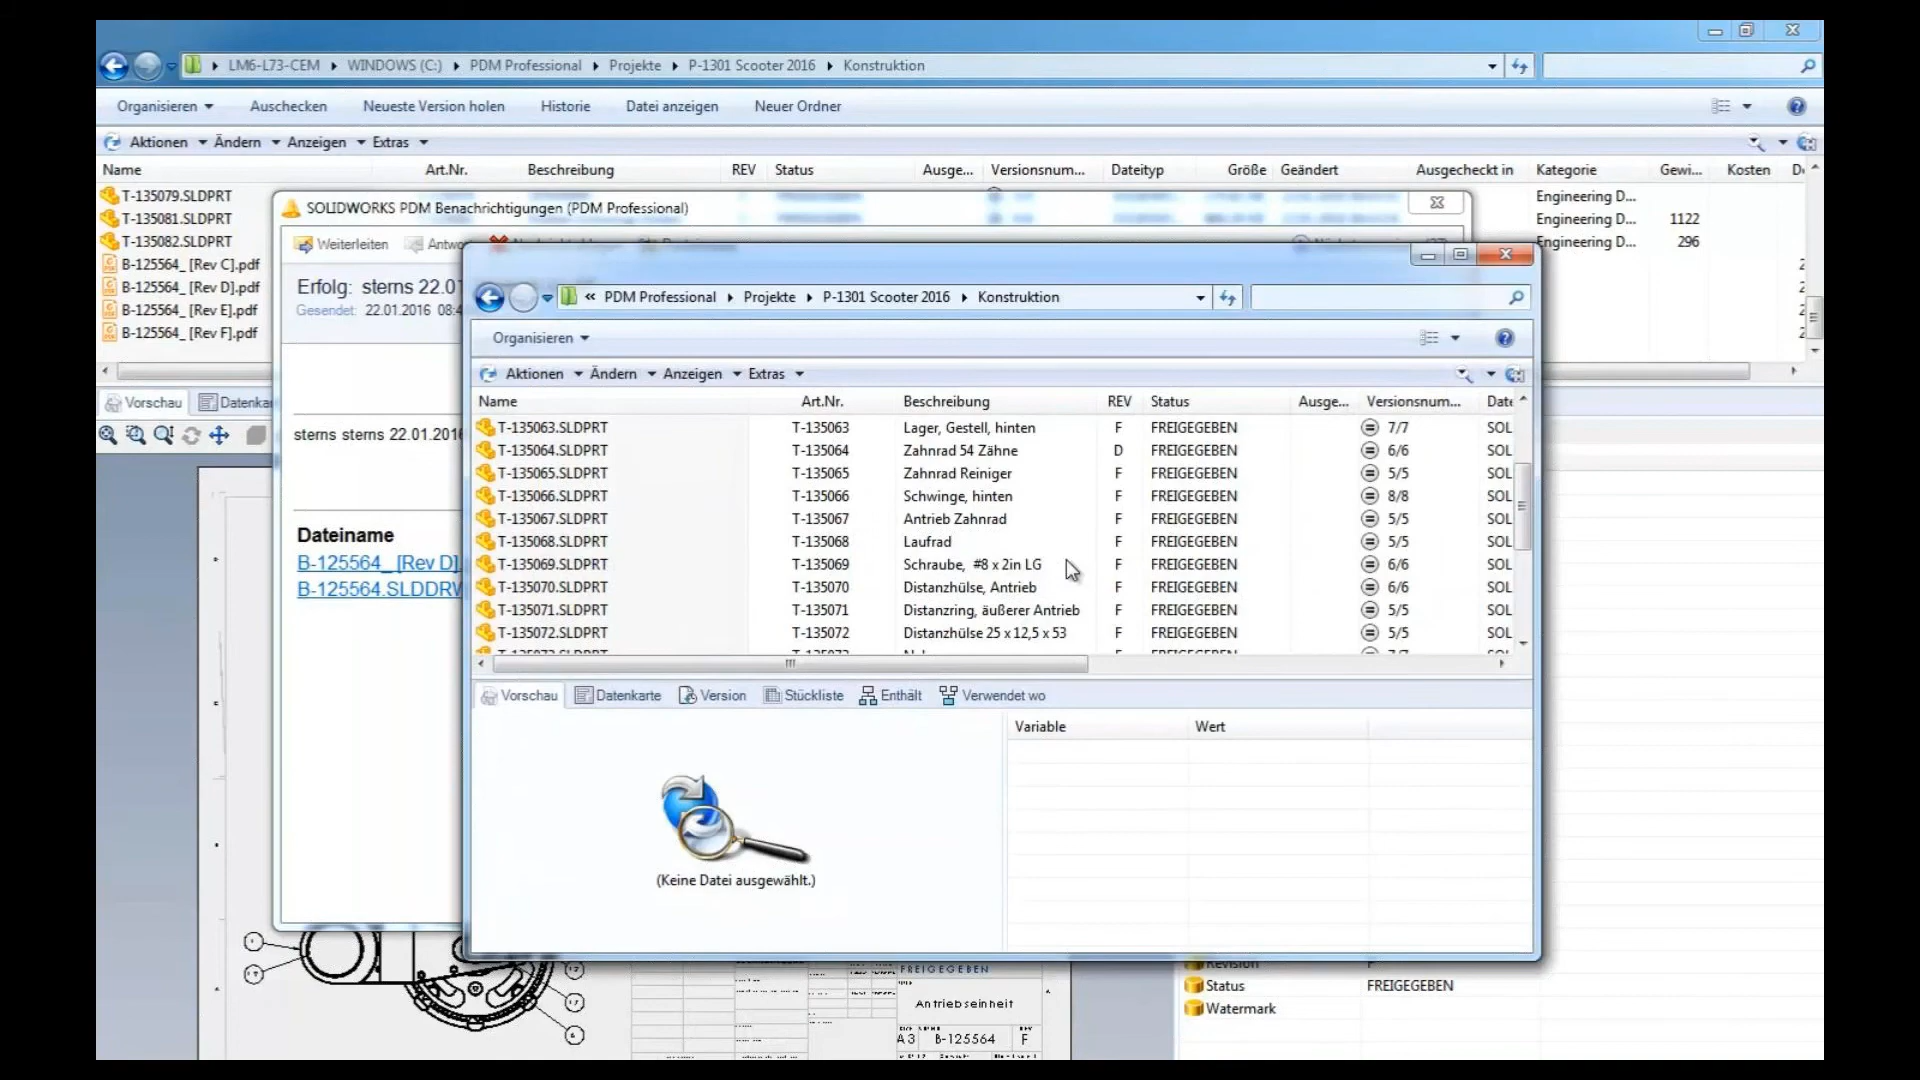 LM6-L73-CEM WINDOWS (C:) PDM Professional Projekte P-1301 Scooter 2016 Konstruktion
Organisieren Auschecken Neueste Version holen Historie Datei anzeigen Neuer Ordner
Aktionen Ändern Anzeigen Extras
Name Art.Nr. Beschreibung REV Status Ausge... Versionsnum... Dateityp Größe Geändert Ausgecheckt in Kategorie Gewi... Kosten
T-135079.SLDPRT Engineering D...
T-135081.SLDPRT Engineering D... 1122
T-135082.SLDPRT Engineering D... 296
B-125564_ [Rev C].pdf
B-125564_ [Rev D].pdf
B-125564_ [Rev E].pdf
B-125564_ [Rev F].pdf
Vorschau Datenka
SOLIDWORKS PDM Benachrichtigungen (PDM Professional)
Weiterleiten Antwo
Erfolg: sterns 22.0
Gesendet: 22.01.2016 08:4
sterns sterns 22.01.2016
Dateiname
B-125564_ [Rev D].
B-125564.SLDDRW
« PDM Professional Projekte P-1301 Scooter 2016 Konstruktion
Organisieren
Aktionen Ändern Anzeigen Extras
Name Art.Nr. Beschreibung REV Status Ausge... Versionsnum... Date
T-135063.SLDPRT T-135063 Lager, Gestell, hinten F FREIGEGEBEN 7/7 SOL
T-135064.SLDPRT T-135064 Zahnrad 54 Zähne D FREIGEGEBEN 6/6 SOL
T-135065.SLDPRT T-135065 Zahnrad Reiniger F FREIGEGEBEN 5/5 SOL
T-135066.SLDPRT T-135066 Schwinge, hinten F FREIGEGEBEN 8/8 SOL
T-135067.SLDPRT T-135067 Antrieb Zahnrad F FREIGEGEBEN 5/5 SOL
T-135068.SLDPRT T-135068 Laufrad F FREIGEGEBEN 5/5 SOL
T-135069.SLDPRT T-135069 Schraube, #8 x 2in LG F FREIGEGEBEN 6/6 SOL
T-135070.SLDPRT T-135070 Distanzhülse, Antrieb F FREIGEGEBEN 6/6 SOL
T-135071.SLDPRT T-135071 Distanzring, äußerer Antrieb F FREIGEGEBEN 5/5 SOL
T-135072.SLDPRT T-135072 Distanzhülse 25 x 12,5 x 53 F FREIGEGEBEN 5/5 SOL
Vorschau Datenkarte Version Stückliste Enthält Verwendet wo
Variable Wert
(Keine Datei ausgewählt.)
FREIGEGEBEN
Antriebseinheit
A3 B-125564 F
Revision F
Status FREIGEGEBEN
Watermark